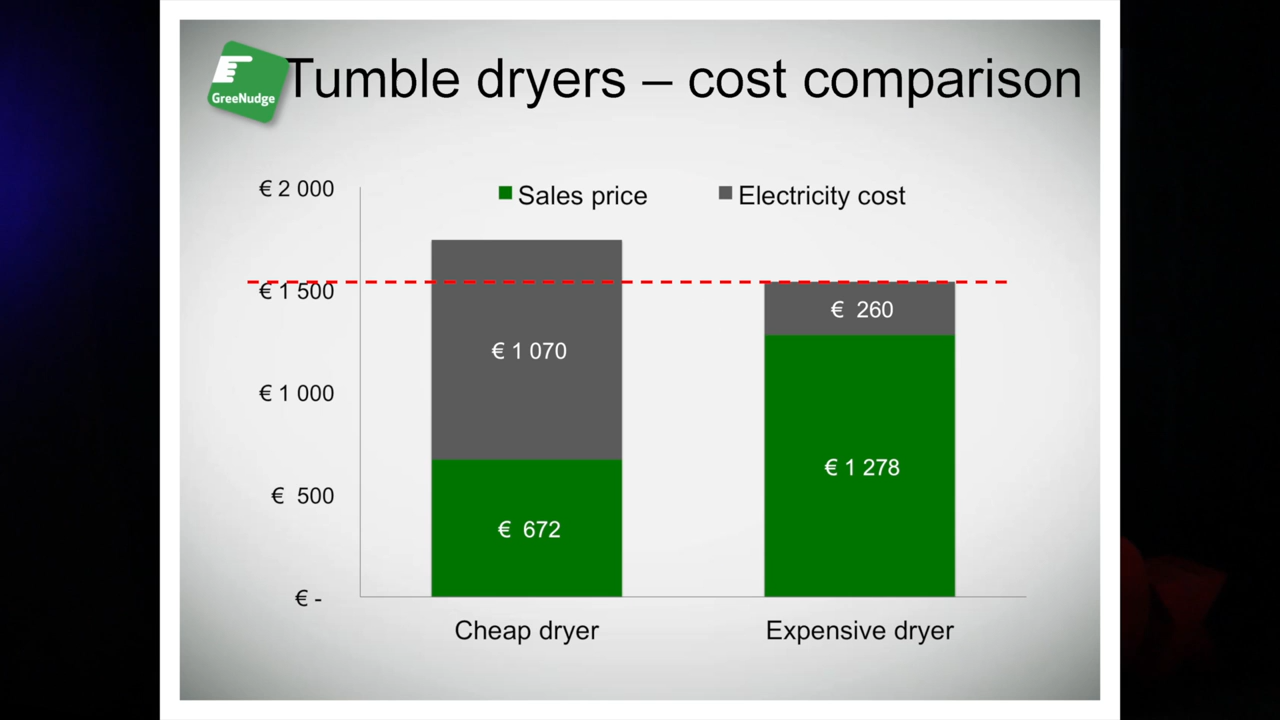 GreeNudge
Tumble dryers – cost comparison
€ 2 000
Sales price
Electricity cost
€ 1 500
€ 260
€ 1 070
€ 1 000
€ 1 278
€ 500
€ 672
€ -
Cheap dryer
Expensive dryer